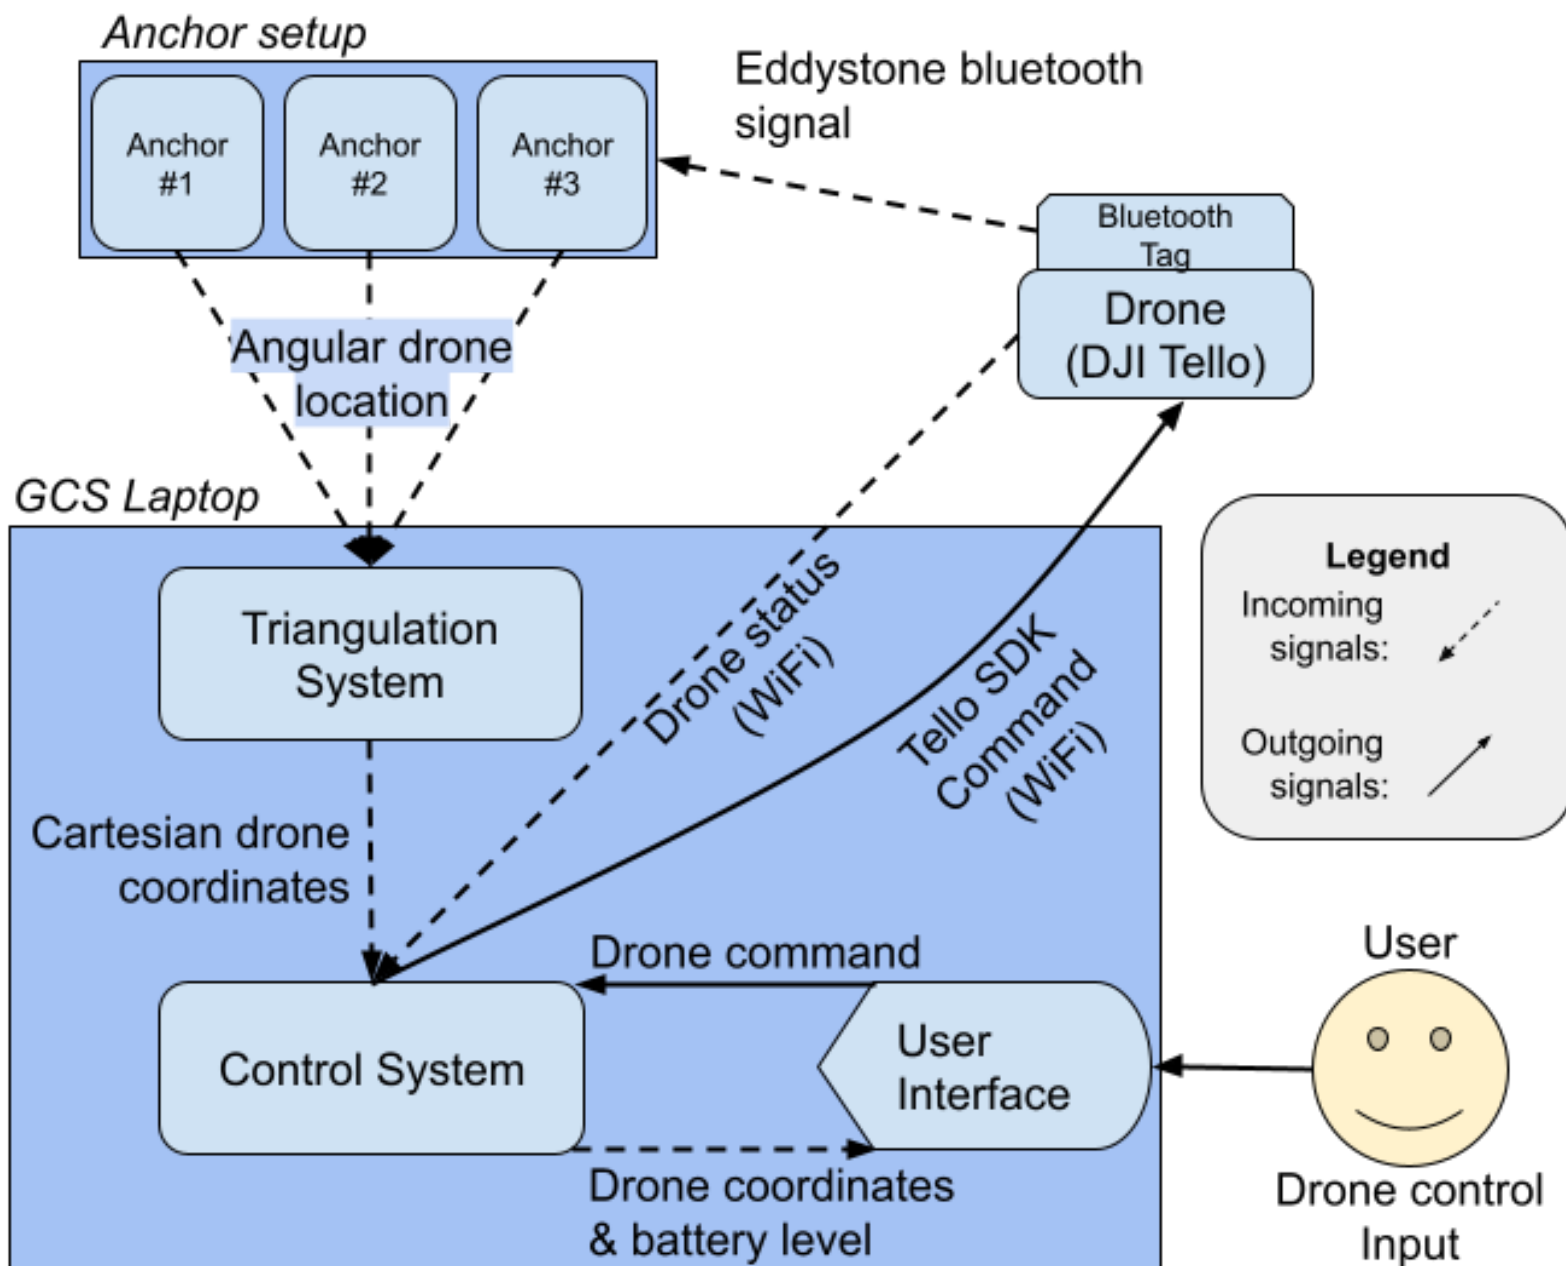 Anchor setup
Anchor
#1
Anchor
#2
Anchor
#3
Eddystone bluetooth
signal
Bluetooth
Tag
Drone
(DJI Tello)
Angular drone
location
GCS Laptop
Triangulation
System
Drone status
(WiFi)
Tello SDK
Command
(WiFi)
Legend
Incoming
signals:
Outgoing
signals:
Cartesian drone
coordinates
Drone command
Control System
User
Interface
Drone coordinates
& battery level
User
Drone control
Input